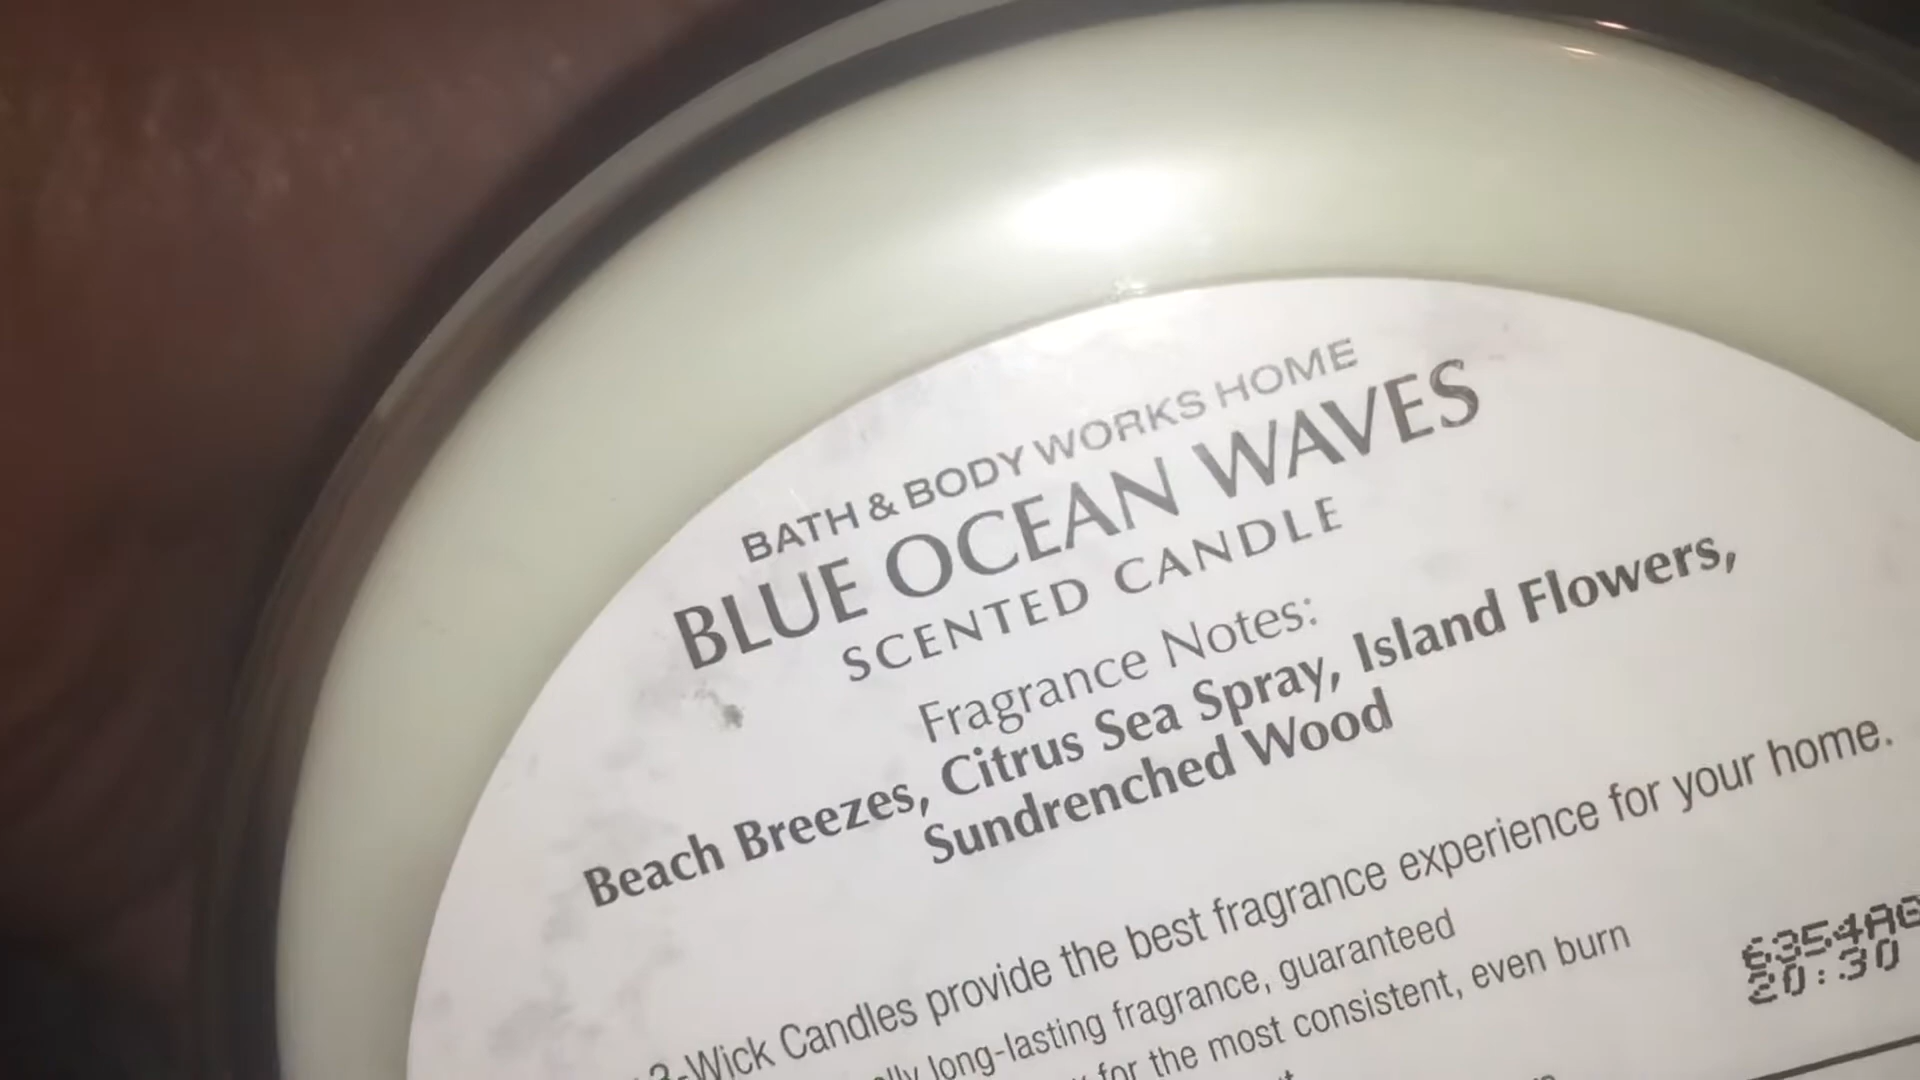 BATH & BODY WORKS HOME
BLUE OCEAN WAVES
SCENTED CANDLE
Fragrance Notes:
Beach Breezes, Citrus Sea Spray, Island Flowers,
Sundrenched Wood
3-Wick Candles provide the best fragrance experience for your home.
long-lasting fragrance, guaranteed
for the most consistent, even burn
6354A
20:30